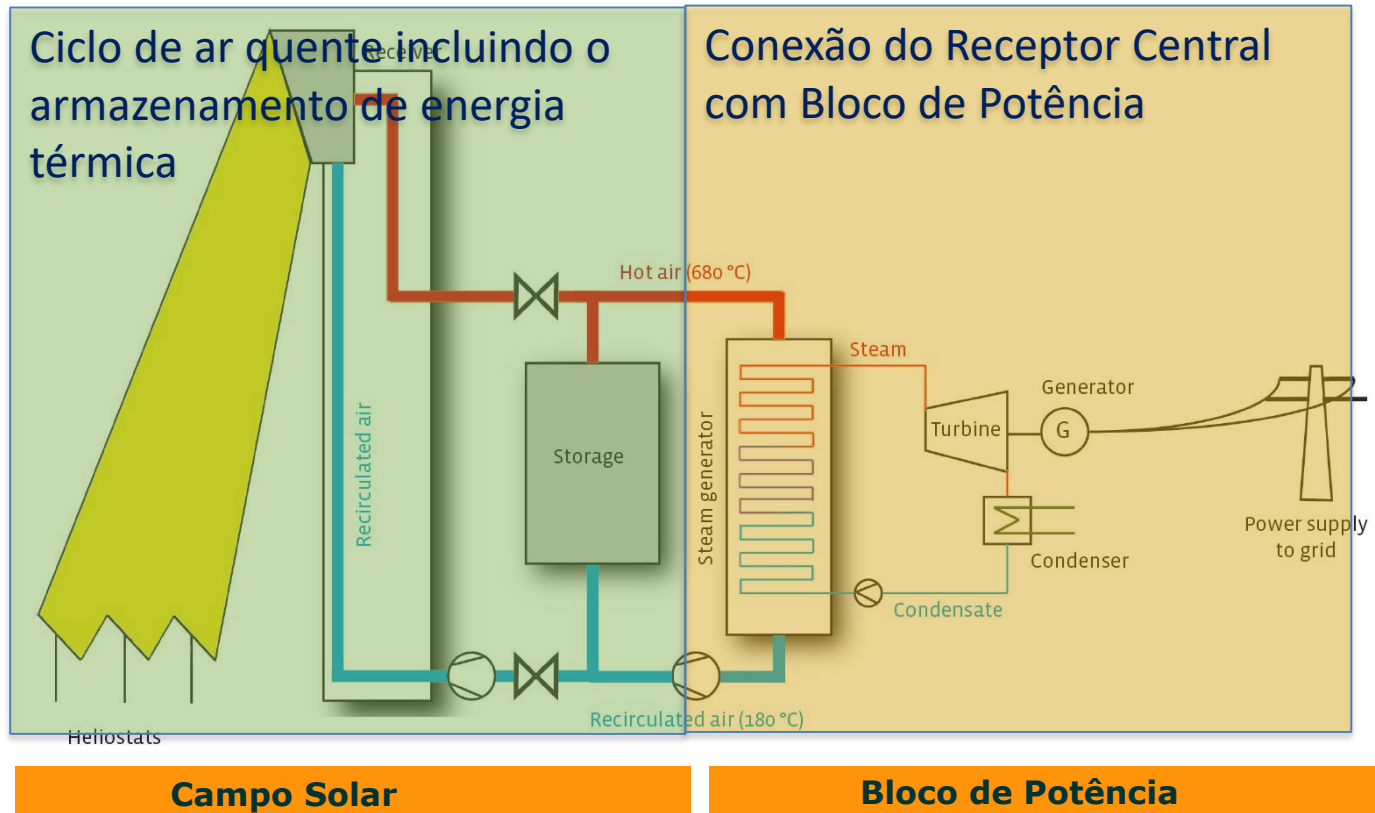 Ciclo de ar quente incluindo o
armazenamento de energia
térmica
Conexão do Receptor Central
com Bloco de Potência
Receiver
Hot air (680 °C)
Recirculated air
Storage
Steam generator
Steam
Turbine
Generator
G
Condenser
Condensate
Power supply
to grid
Recirculated air (180 °C)
Heliostats
Campo Solar
Bloco de Potência